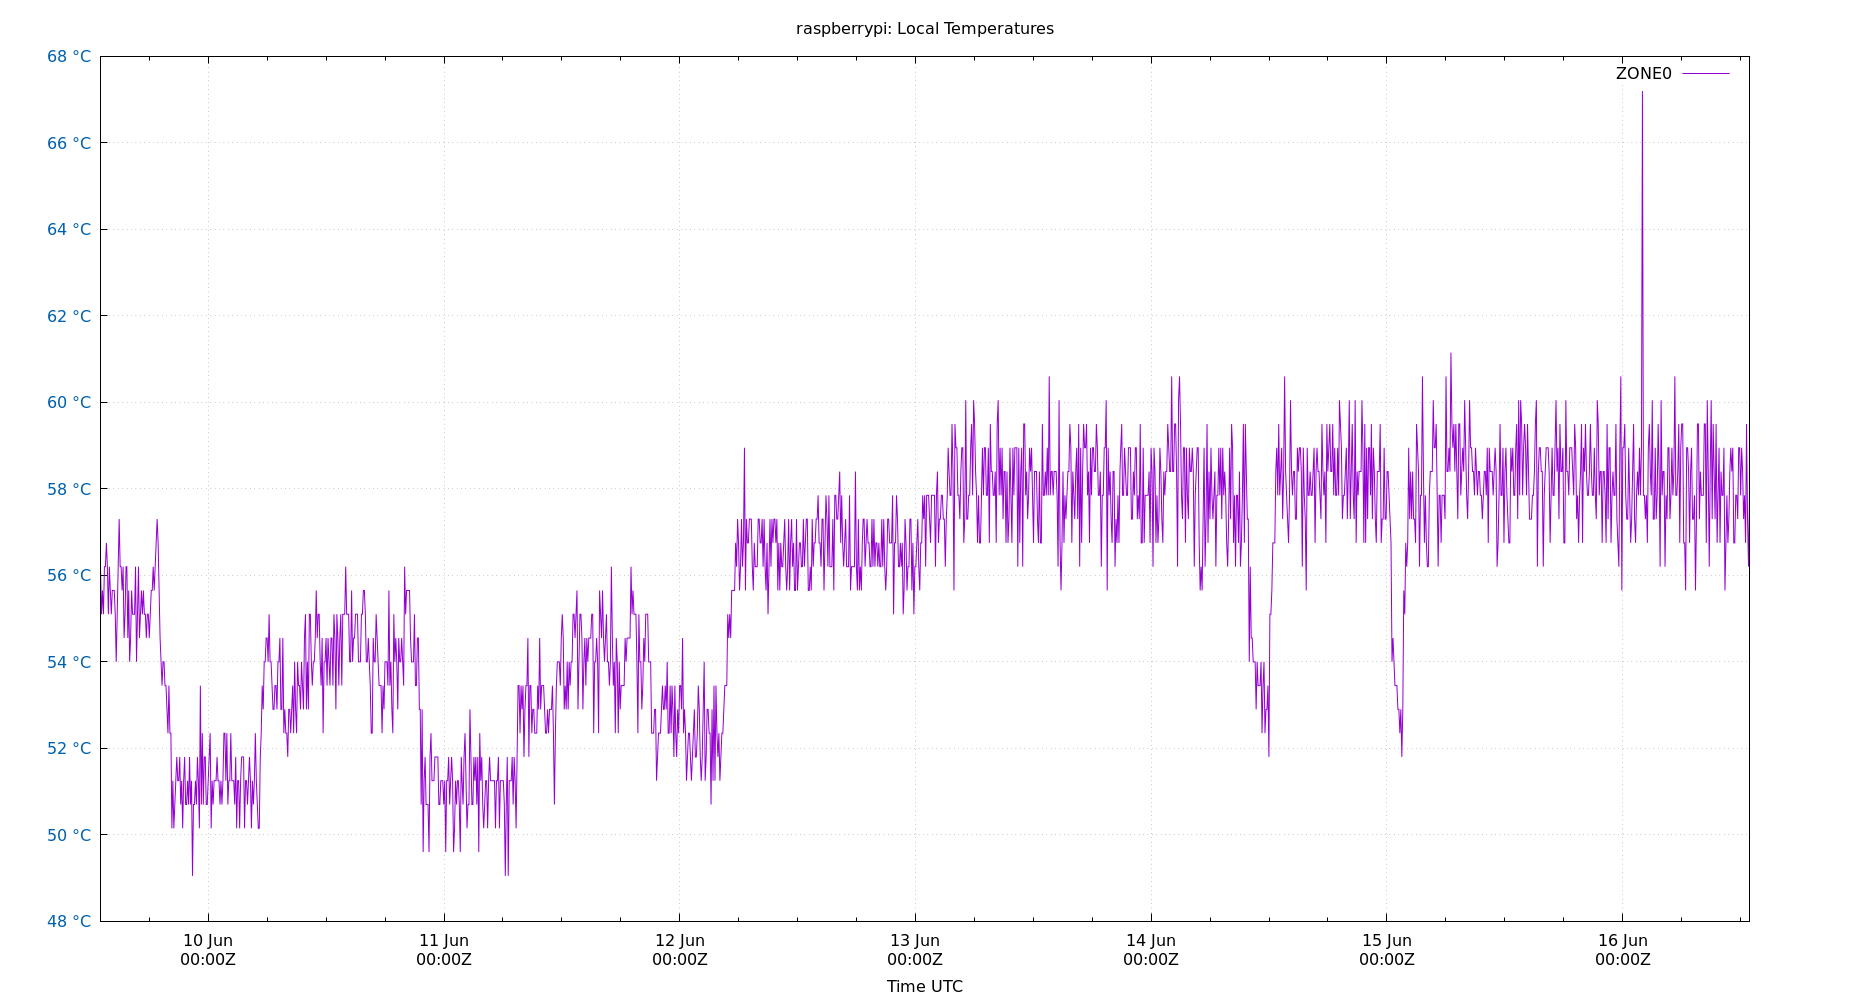 raspberrypi: Local Temperatures
68 °C
ZONE0
66 °C
64 °C
62 °C
60 °C
58 °C
56 °C
54 °C
52 °C
50 °C
48 °C
10 Jun 11 Jun 12 Jun 13 Jun 14 Jun 15 Jun 16 Jun
00:00Z 00:00Z 00:00Z 00:00Z 00:00Z 00:00Z 00:00Z
Time UTC